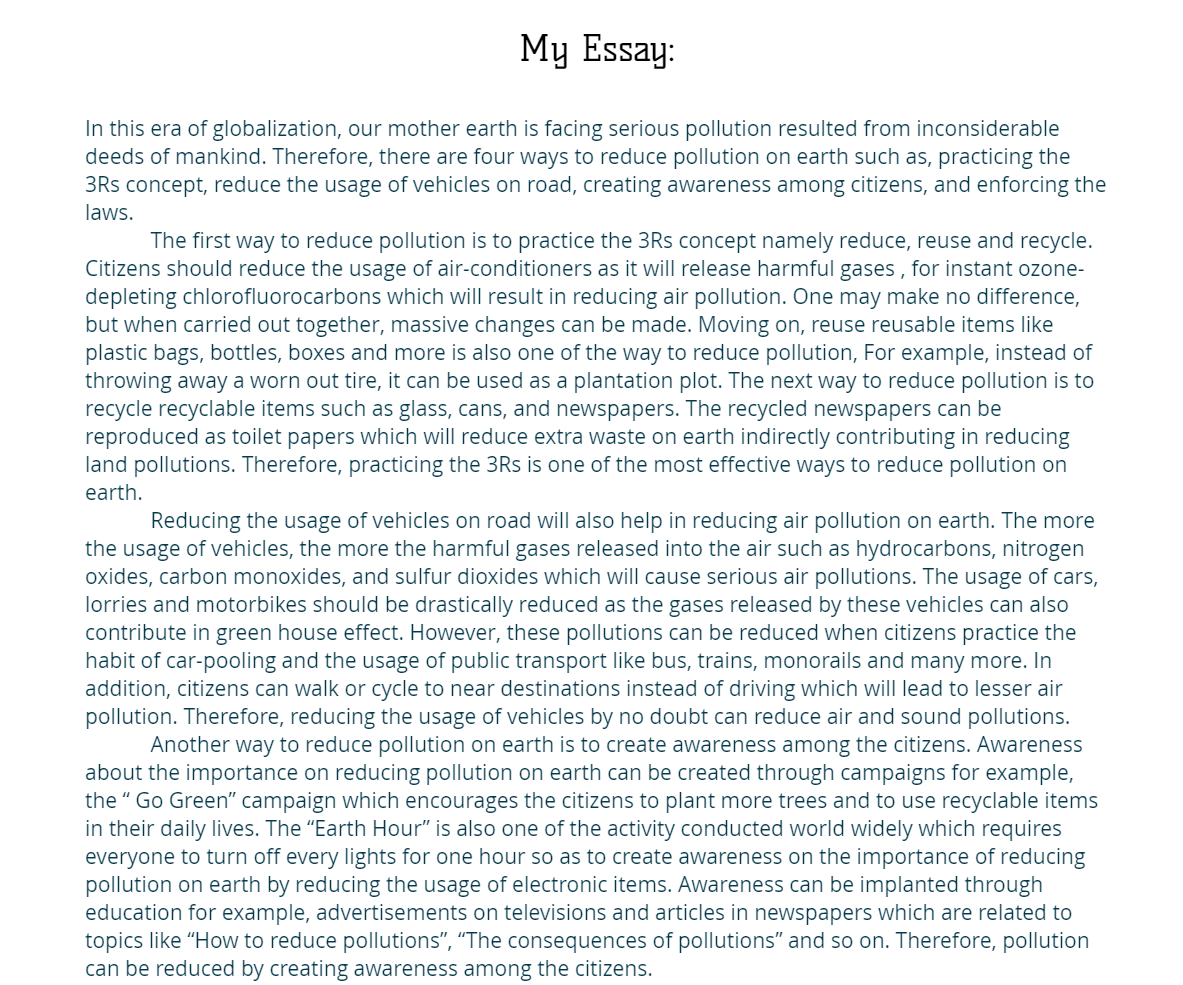 My Essay:
In this era of globalization, our mother earth is facing serious pollution resulted from inconsiderable
deeds of mankind. Therefore, there are four ways to reduce pollution on earth such as, practicing the
3Rs concept, reduce the usage of vehicles on road, creating awareness among citizens, and enforcing the
laws.
The first way to reduce pollution is to practice the 3Rs concept namely reduce, reuse and recycle.
Citizens should reduce the usage of air-conditioners as it will release harmful gases , for instant ozone-
depleting chlorofluorocarbons which will result in reducing air pollution. One may make no difference,
but when carried out together, massive changes can be made. Moving on, reuse reusable items like
plastic bags, bottles, boxes and more is also one of the way to reduce pollution, For example, instead of
throwing away a worn out tire, it can be used as a plantation plot. The next way to reduce pollution is to
recycle recyclable items such as glass, cans, and newspapers. The recycled newspapers can be
reproduced as toilet papers which will reduce extra waste on earth indirectly contributing in reducing
land pollutions. Therefore, practicing the 3Rs is one of the most effective ways to reduce pollution on
earth.
Reducing the usage of vehicles on road will also help in reducing air pollution on earth. The more
the usage of vehicles, the more the harmful gases released into the air such as hydrocarbons, nitrogen
oxides, carbon monoxides, and sulfur dioxides which will cause serious air pollutions. The usage of cars,
lorries and motorbikes should be drastically reduced as the gases released by these vehicles can also
contribute in green house effect. However, these pollutions can be reduced when citizens practice the
habit of car-pooling and the usage of public transport like bus, trains, monorails and many more. In
addition, citizens can walk or cycle to near destinations instead of driving which will lead to lesser air
pollution. Therefore, reducing the usage of vehicles by no doubt can reduce air and sound pollutions.
Another way to reduce pollution on earth is to create awareness among the citizens. Awareness
about the importance on reducing pollution on earth can be created through campaigns for example,
the “ Go Green” campaign which encourages the citizens to plant more trees and to use recyclable items
in their daily lives. The “Earth Hour” is also one of the activity conducted world widely which requires
everyone to turn off every lights for one hour so as to create awareness on the importance of reducing
pollution on earth by reducing the usage of electronic items. Awareness can be implanted through
education for example, advertisements on televisions and articles in newspapers which are related to
topics like “How to reduce pollutions”, “The consequences of pollutions” and so on. Therefore, pollution
can be reduced by creating awareness among the citizens.